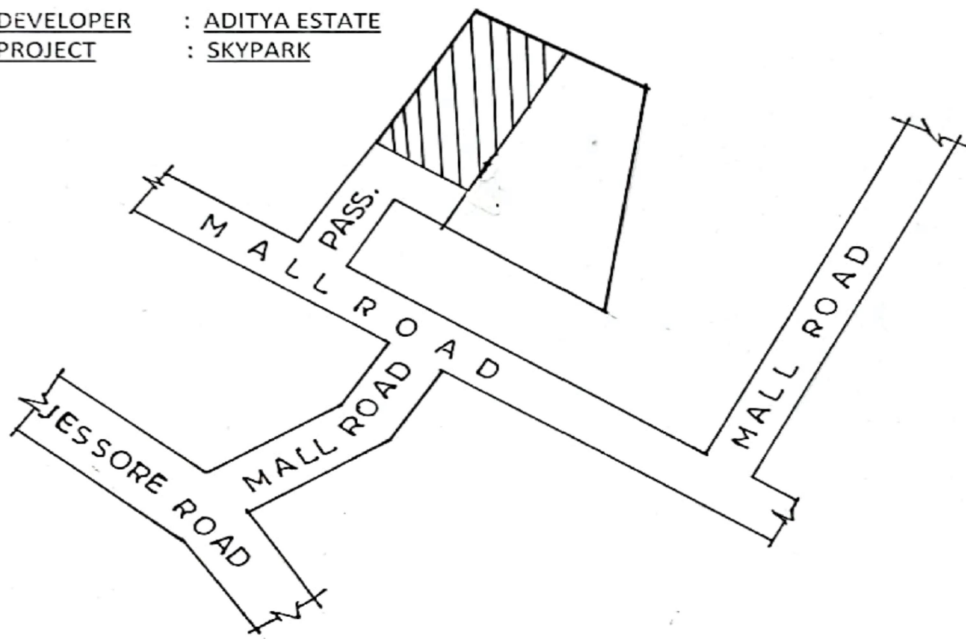 DEVELOPER : ADITYA ESTATE
PROJECT : SKYPARK
PASS.
MALL ROAD
MALL ROAD
MALL ROAD
JESSORE ROAD